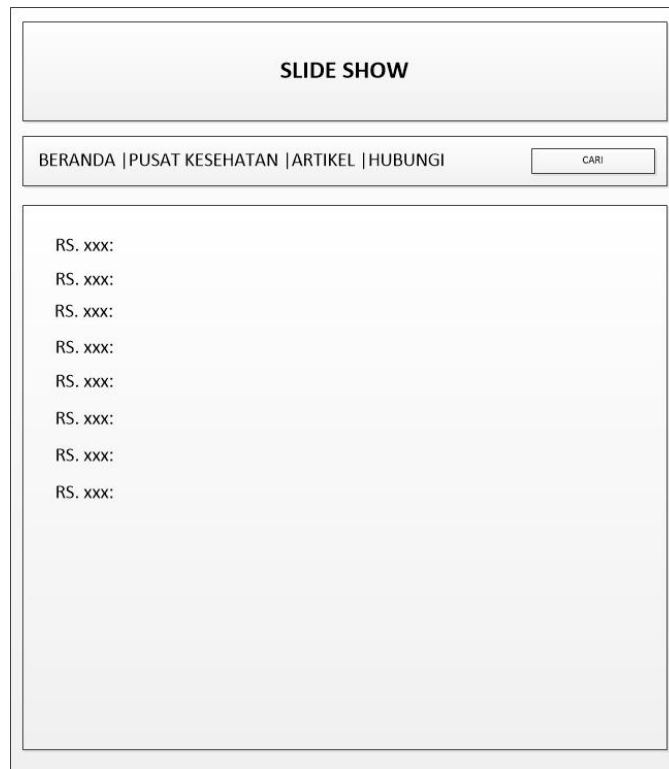 SLIDE SHOW
BERANDA |PUSAT KESEHATAN |ARTIKEL |HUBUNGI
CARI
RS. xxx:
RS. xxx:
RS. xxx:
RS. xxx:
RS. xxx:
RS. xxx:
RS. xxx:
RS. xxx: